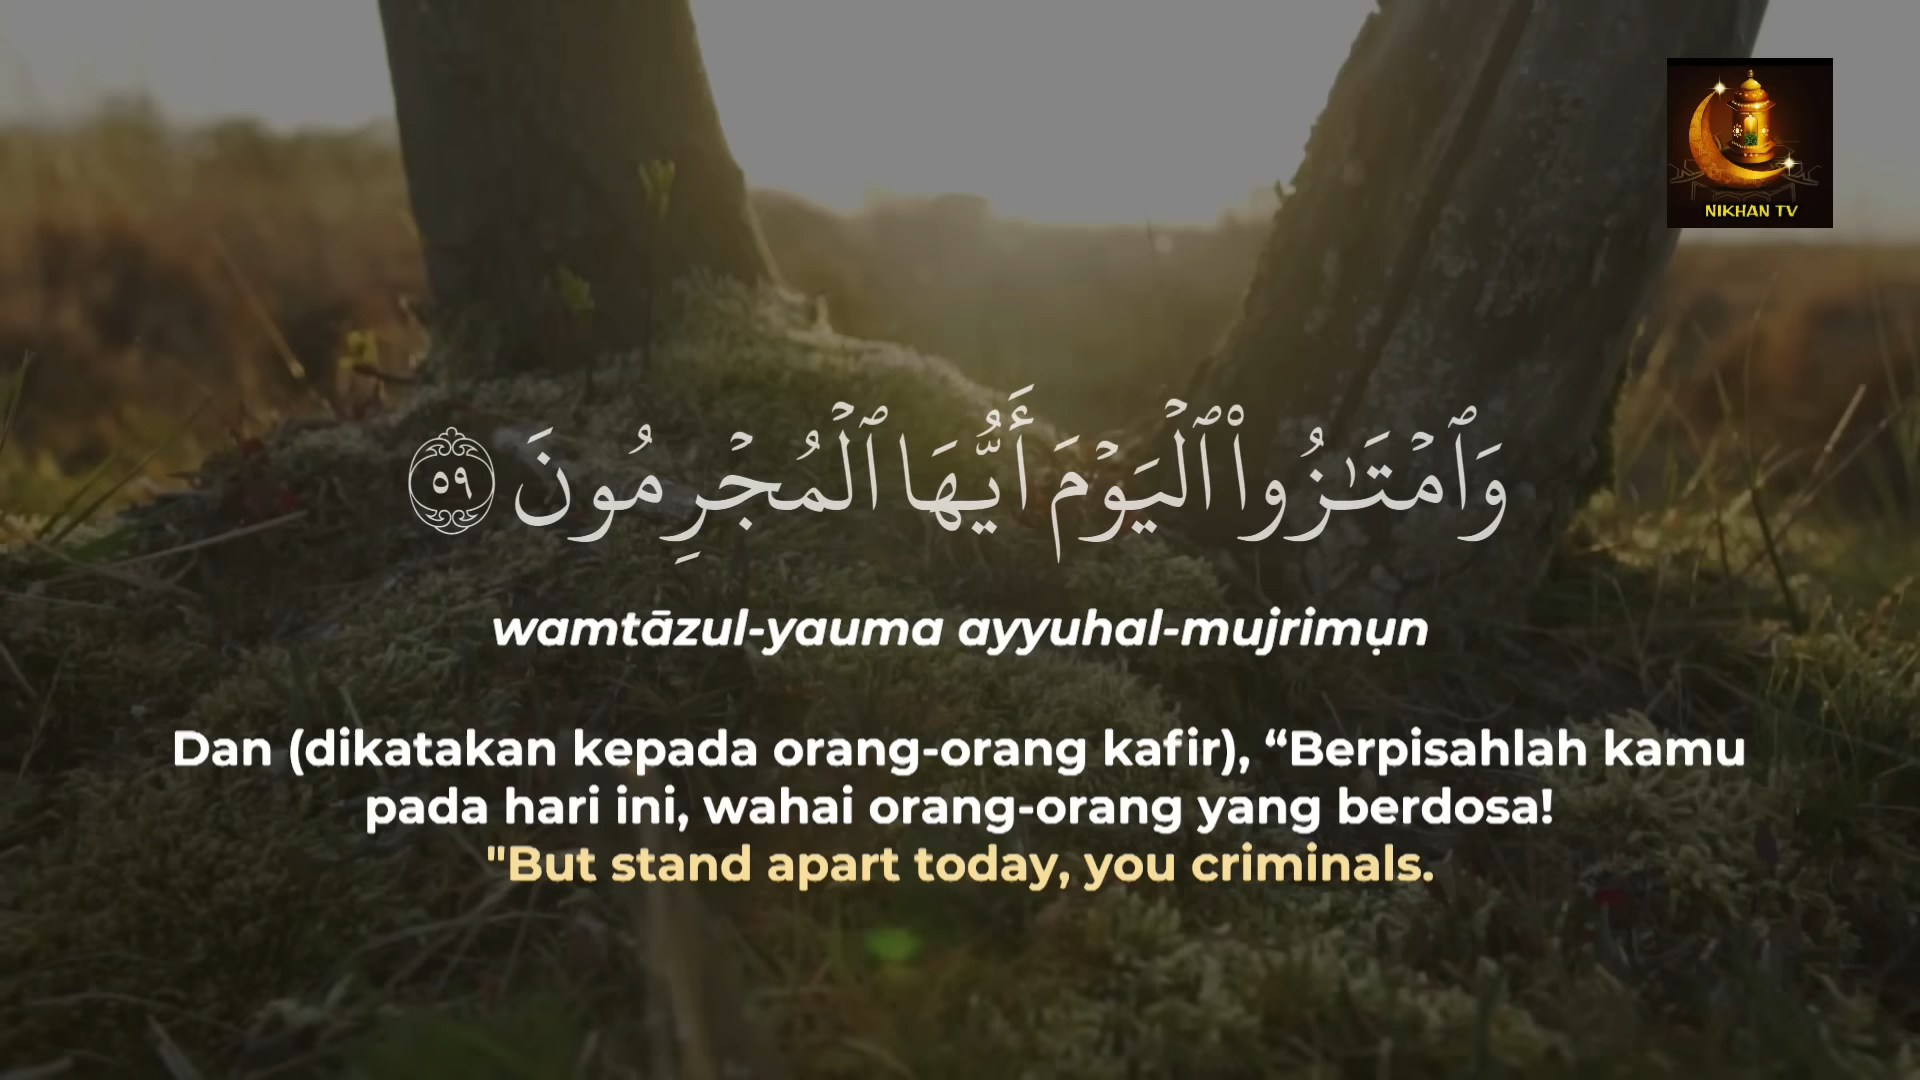 NIKHAN TV
وَٱمۡتَـٰزُوا۟ ٱلۡيَوۡمَ أَيُّهَا ٱلۡمُجۡرِمُونَ ٥٩
wamtāzul-yauma ayyuhal-mujrimụn
Dan (dikatakan kepada orang-orang kafir), “Berpisahlah kamu
pada hari ini, wahai orang-orang yang berdosa!
"But stand apart today, you criminals.